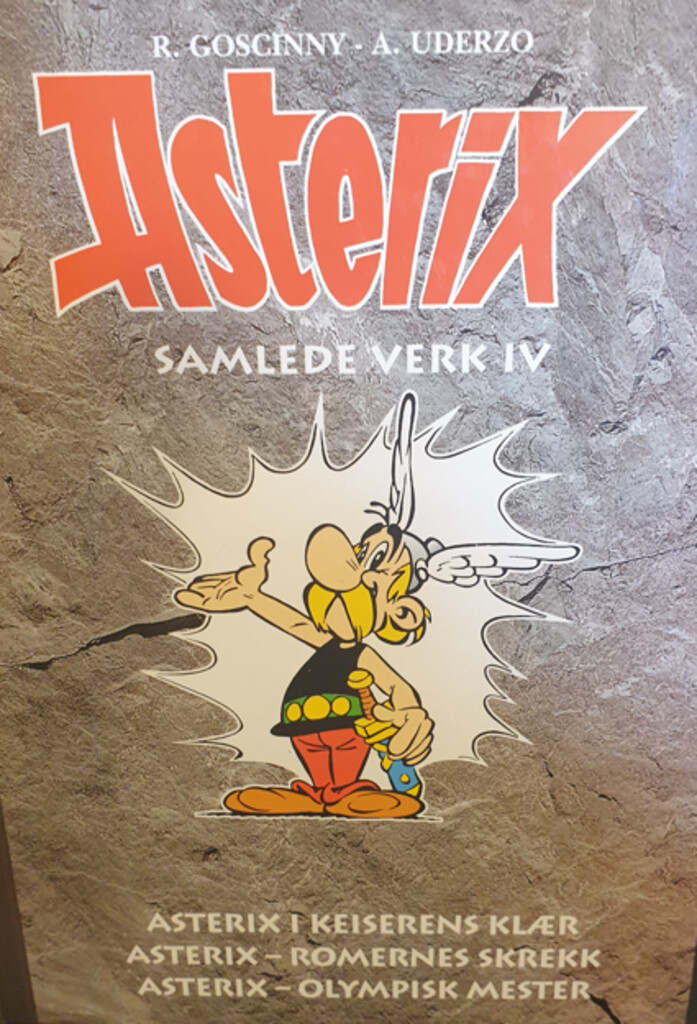 R. GOSCINNY - A. UDERZO
Asterix
SAMLEDE VERK IV
ASTERIX I KEISERENS KLÆR
ASTERIX – ROMERNES SKREKK
ASTERIX – OLYMPISK MESTER